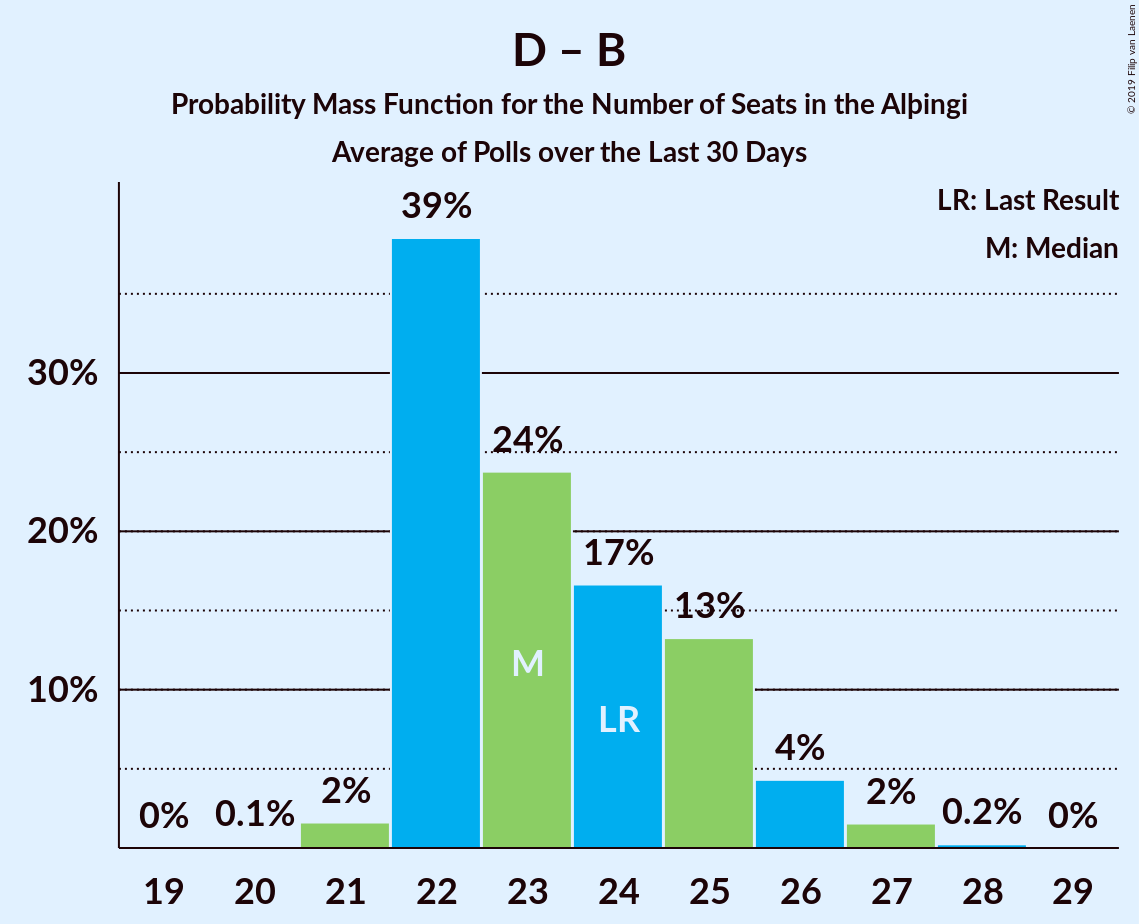 D – B
Probability Mass Function for the Number of Seats in the Alþingi
Average of Polls over the Last 30 Days
© 2019 Filip van Laenen
LR: Last Result
M: Median
39%
30%
24%
20%
17%
13%
M
10%
LR
4%
0%
0.1%
2%
2%
0.2%
0%
19 20 21 22 23 24 25 26 27 28 29